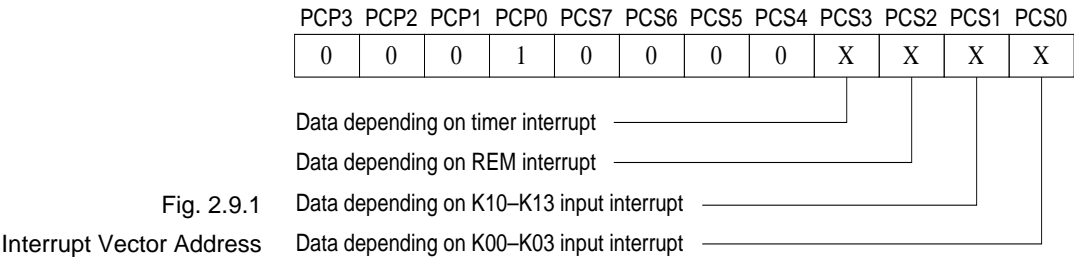 PCP3 PCP2 PCP1 PCP0 PCS7 PCS6 PCS5 PCS4 PCS3 PCS2 PCS1 PCS0
0 0 0 1 0 0 0 0 X X X X
Data depending on timer interrupt
Data depending on REM interrupt
Fig. 2.9.1 Data depending on K10–K13 input interrupt
Interrupt Vector Address Data depending on K00–K03 input interrupt